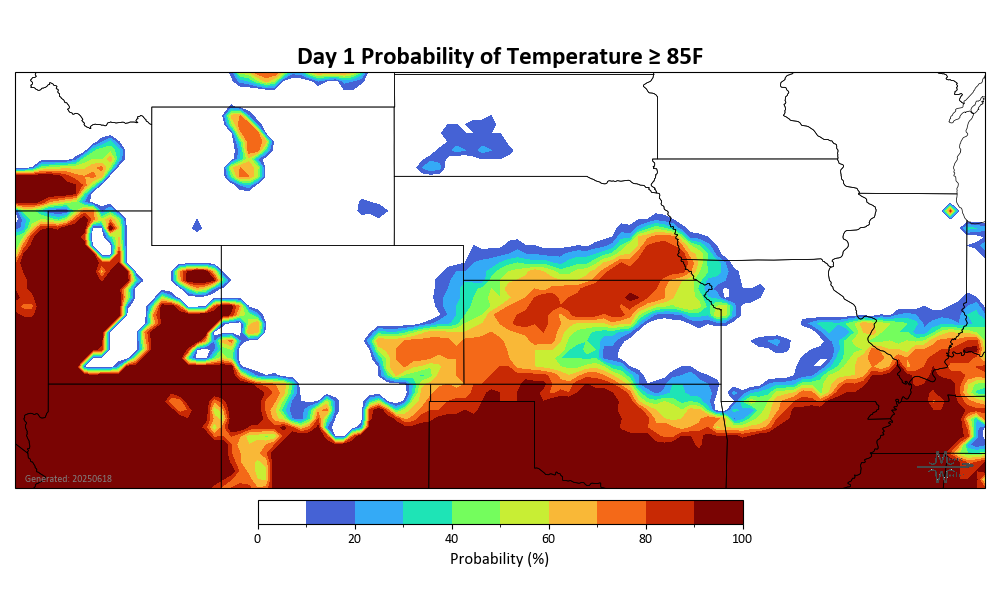 Day 1 Probability of Temperature ≥ 85F
Generated: 20250618
0 20 40 60 80 100
Probability (%)